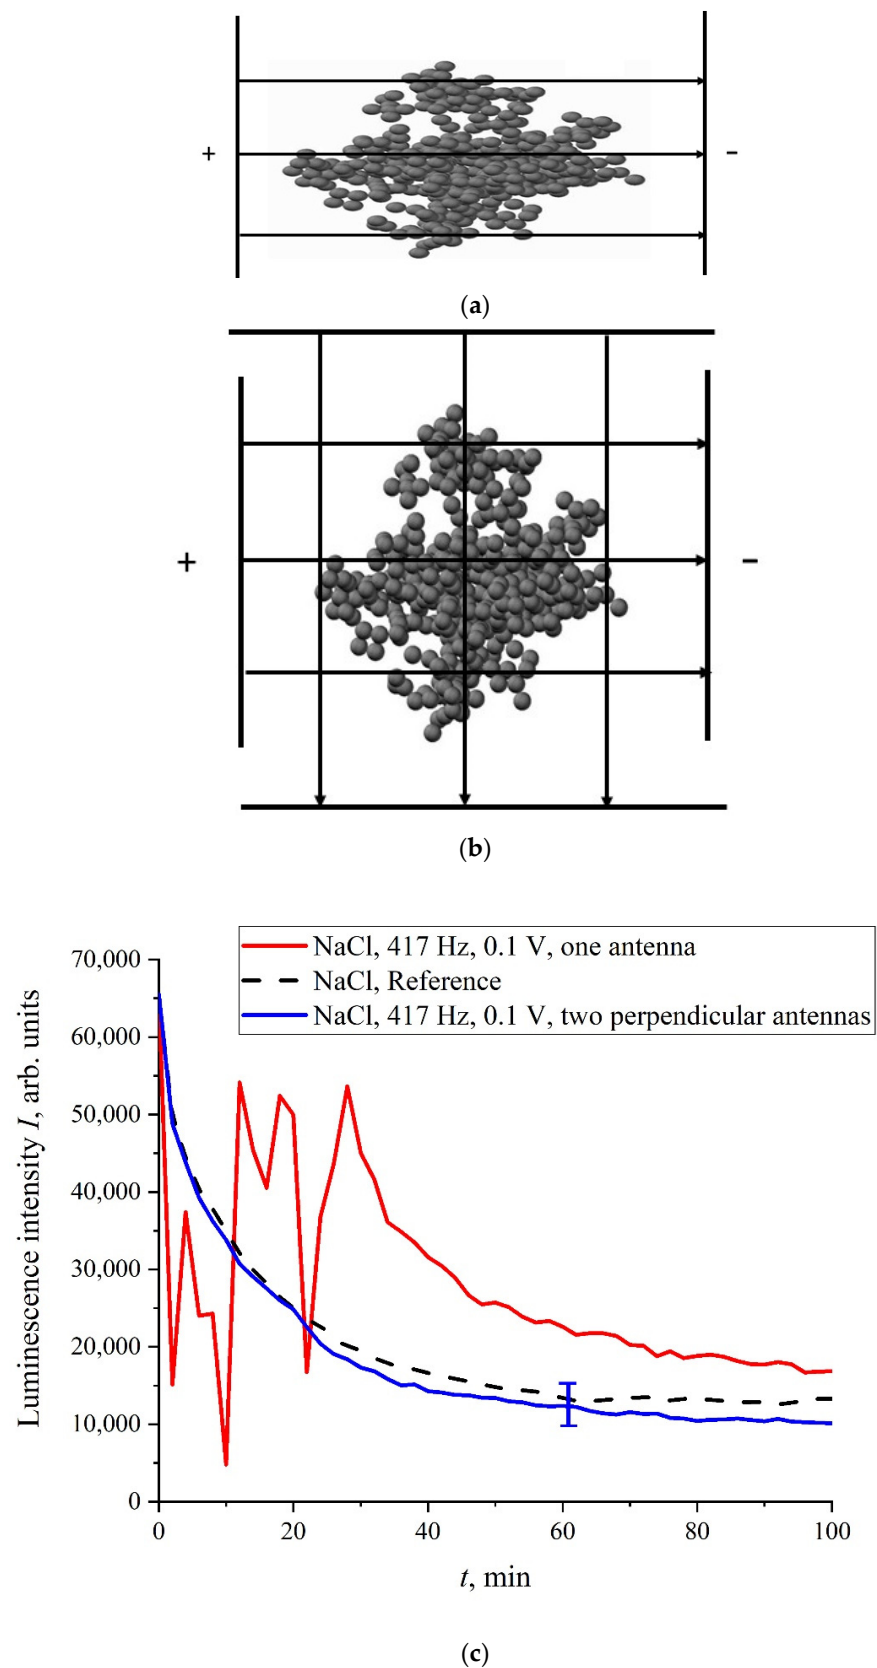 + −
(a)
+ −
(b)
NaCl, 417 Hz, 0.1 V, one antenna
NaCl, Reference
NaCl, 417 Hz, 0.1 V, two perpendicular antennas
Luminescence intensity I, arb. units
70,000
60,000
50,000
40,000
30,000
20,000
10,000
0
0 20 40 60 80 100
t, min
(c)